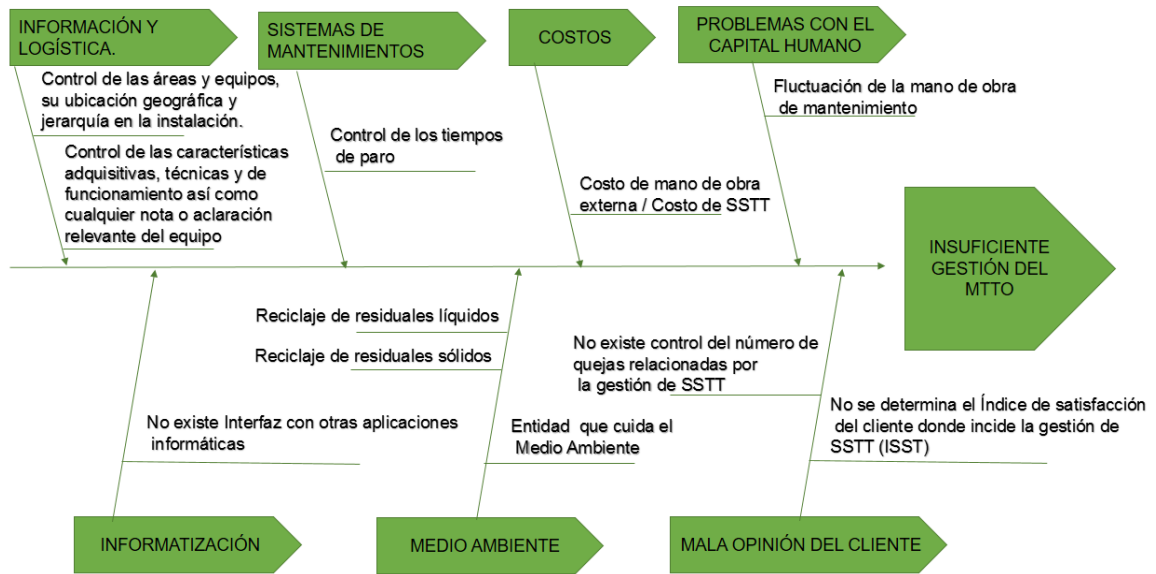 INFORMACIÓN Y
LOGÍSTICA.
SISTEMAS DE
MANTENIMIENTOS
COSTOS
PROBLEMAS CON EL
CAPITAL HUMANO
Control de las áreas y equipos,
su ubicación geográfica y
jerarquía en la instalación.
Control de las características
adquisitivas, técnicas y de
funcionamiento así como
cualquier nota o aclaración
relevante del equipo
Control de los tiempos
de paro
Costo de mano de obra
externa / Costo de SSTT
Fluctuación de la mano de obra
de mantenimiento
INSUFICIENTE
GESTIÓN DEL
MTTO
No existe Interfaz con otras aplicaciones
informáticas
Reciclaje de residuales líquidos
Reciclaje de residuales sólidos
Entidad que cuida el
Medio Ambiente
No existe control del número de
quejas relacionadas por
la gestión de SSTT
No se determina el Índice de satisfacción
del cliente donde incide la gestión de
SSTT (ISST)
INFORMATIZACIÓN
MEDIO AMBIENTE
MALA OPINIÓN DEL CLIENTE